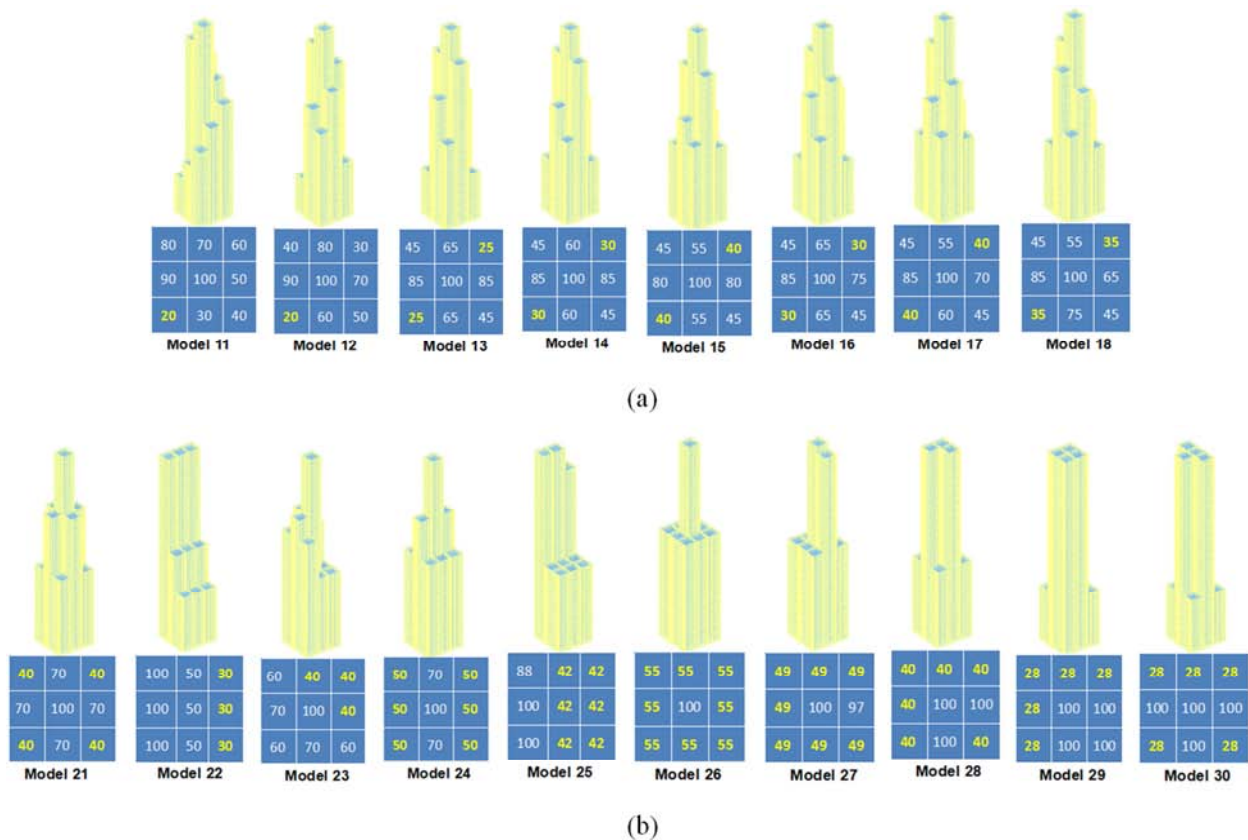 80 70 60
90 100 50
20 30 40
Model 11
40 80 30
90 100 70
20 60 50
Model 12
45 65 25
85 100 85
25 65 45
Model 13
45 60 30
85 100 85
30 60 45
Model 14
45 55 40
80 100 80
40 55 45
Model 15
45 65 30
85 100 75
30 65 45
Model 16
45 55 40
85 100 70
40 60 45
Model 17
45 55 35
85 100 65
35 75 45
Model 18
(a)
40 70 40
70 100 70
40 70 40
Model 21
100 50 30
100 50 30
100 50 30
Model 22
60 40 40
70 100 40
60 70 60
Model 23
50 70 50
50 100 50
50 70 50
Model 24
88 42 42
100 42 42
100 42 42
Model 25
55 55 55
55 100 55
55 55 55
Model 26
49 49 49
49 100 97
49 49 49
Model 27
40 40 40
40 100 100
40 100 40
Model 28
28 28 28
28 100 100
28 100 100
Model 29
28 28 28
100 100 100
28 100 28
Model 30
(b)